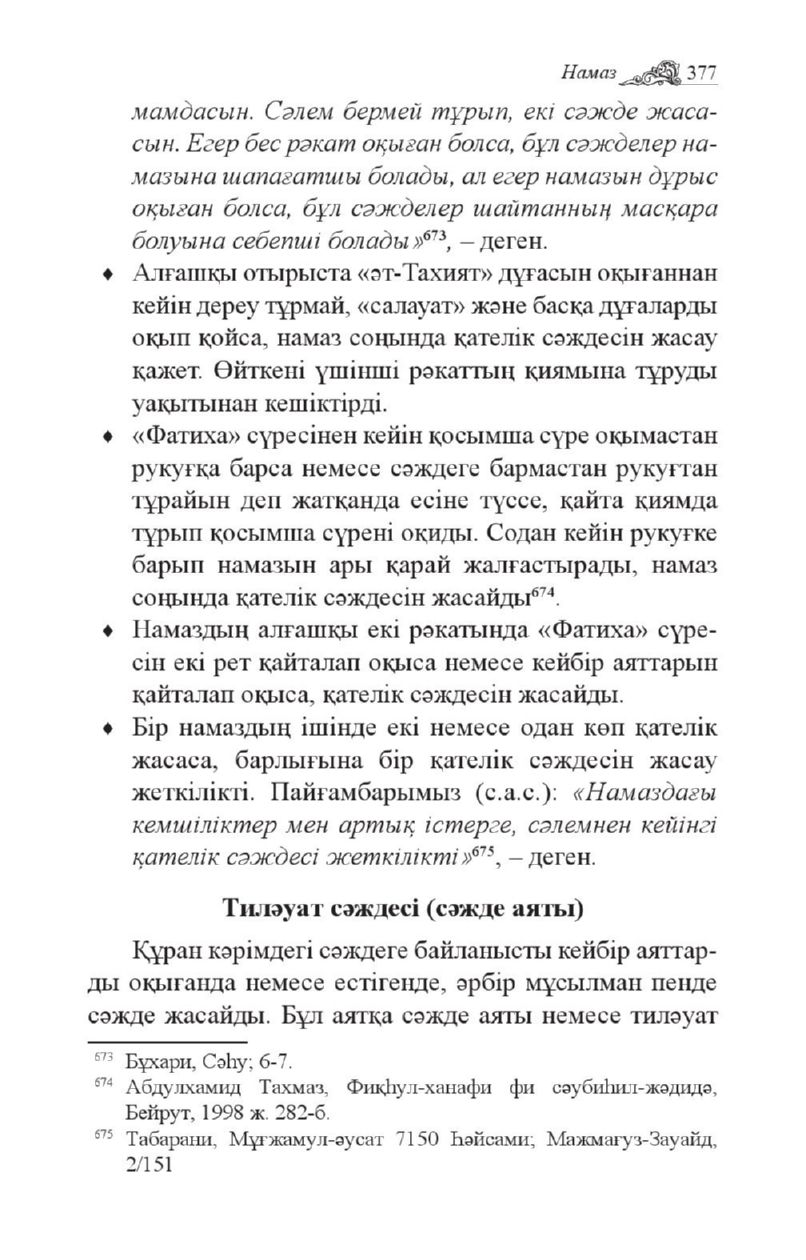 Намаз 377
мамдасын. Сәлем бермей тұрып, екі сәжде жаса-
сын. Егер бес рәкат оқыған болса, бұл сәжделер на-
мазына шапағатшы болады, ал егер намазын дұрыс
оқыған болса, бұл сәжделер шайтанның масқара
болуына себепші болады»⁶⁷³, – деген.
♦ Алғашқы отырыста «әт-Тахият» дұғасын оқығаннан
кейін дереу тұрмай, «салауат» және басқа дұғаларды
оқып қойса, намаз соңында қателік сәждесін жасау
қажет. Өйткені үшінші рәкаттың қиямына тұруды
уақытынан кешіктірді.
♦ «Фатиха» сүресінен кейін қосымша сүре оқымастан
рукуғқа барса немесе сәждеге бармастан рукуғтан
тұрайын деп жатқанда есіне түссе, қайта қиямда
тұрып қосымша сүрені оқиды. Содан кейін рукуғке
барып намазын ары қарай жалғастырады, намаз
соңында қателік сәждесін жасайды⁶⁷⁴.
♦ Намаздың алғашқы екі рәкатында «Фатиха» сүре-
сін екі рет қайталап оқыса немесе кейбір аяттарын
қайталап оқыса, қателік сәждесін жасайды.
♦ Бір намаздың ішінде екі немесе одан көп қателік
жасаса, барлығына бір қателік сәждесін жасау
жеткілікті. Пайғамбарымыз (с.а.с.): «Намаздағы
кемшіліктер мен артық істерге, сәлемнен кейінгі
қателік сәждесі жеткілікті»⁶⁷⁵, – деген.
Тиләуат сәждесі (сәжде аяты)
Құран кәрімдегі сәждеге байланысты кейбір аяттар-
ды оқығанда немесе естігенде, әрбір мұсылман пенде
сәжде жасайды. Бұл аятқа сәжде аяты немесе тиләуат
⁶⁷³ Бұхари, Сәһу; 6-7.
⁶⁷⁴ Абдулхамид Тахмаз, Фиқһул-ханафи фи сәубиһил-жәдидә,
Бейрут, 1998 ж. 282-б.
⁶⁷⁵ Табарани, Мұғжамул-әусат 7150 Һәйсами; Мажмағуз-Зауайд,
2/151